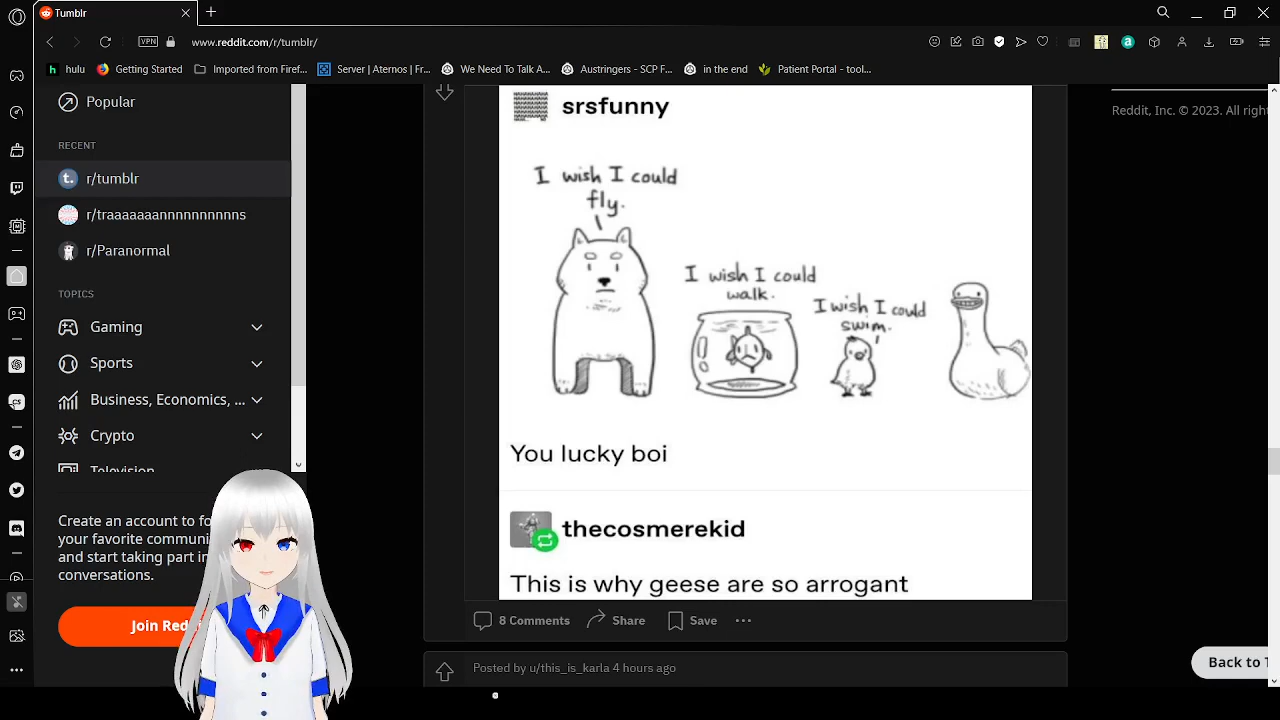 Tumblr
www.reddit.com/r/tumblr/
VPN
hulu
Getting Started
Imported from Firef...
Server | Aternos | Fr...
We Need To Talk A...
Austringers - SCP F...
in the end
Patient Portal - tool...
Popular
RECENT
r/tumblr
r/traaaaaaannnnnnnnnns
r/Paranormal
TOPICS
Gaming
Sports
Business, Economics, ...
Crypto
Television
Create an account to fo
your favorite communi
and start taking part in
conversations.
Join Red
srsfunny
I wish I could
fly.
I wish I could
walk.
I wish I could
swim.
You lucky boi
thecosmerekid
This is why geese are so arrogant
8 Comments
Share
Save
Posted by u/this_is_karla 4 hours ago
Reddit, Inc. © 2023. All right
Back to T